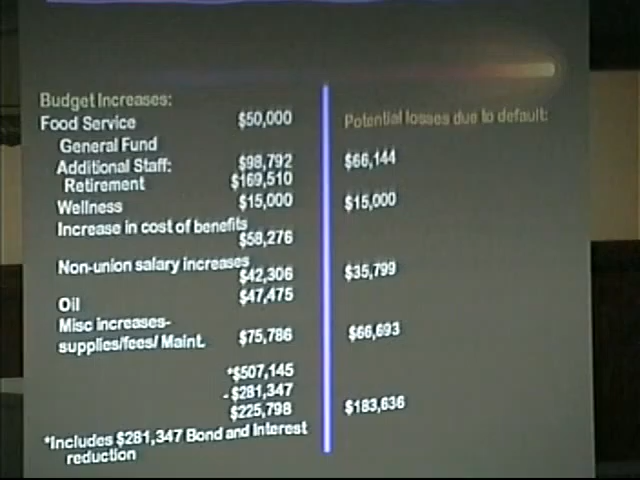 Budget Increases:
Potential losses due to default:
Food Service $50,000
General Fund
Additional Staff: $98,792 $66,144
Retirement $169,510
Wellness $15,000 $15,000
Increase in cost of benefits
$58,276
Non-union salary increases
$42,306 $35,799
Oil $47,475
Misc increases-
supplies/fees/ Maint. $75,786 $66,693
*$507,145
- $281,347
$225,798 $183,636
*Includes $281,347 Bond and Interest
reduction